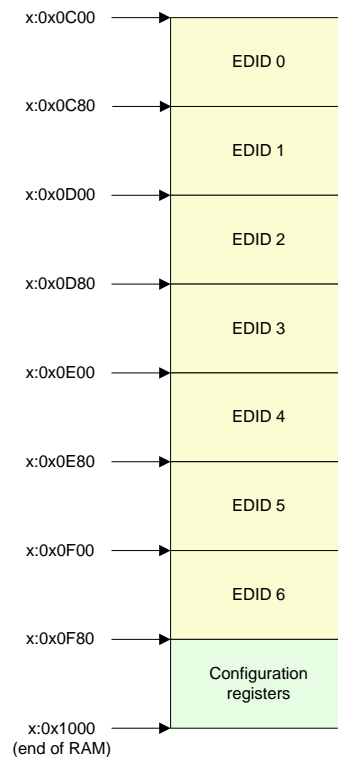 x:0x0C00
EDID 0
x:0x0C80
EDID 1
x:0x0D00
EDID 2
x:0x0D80
EDID 3
x:0x0E00
EDID 4
x:0x0E80
EDID 5
x:0x0F00
EDID 6
x:0x0F80
Configuration
registers
x:0x1000
(end of RAM)